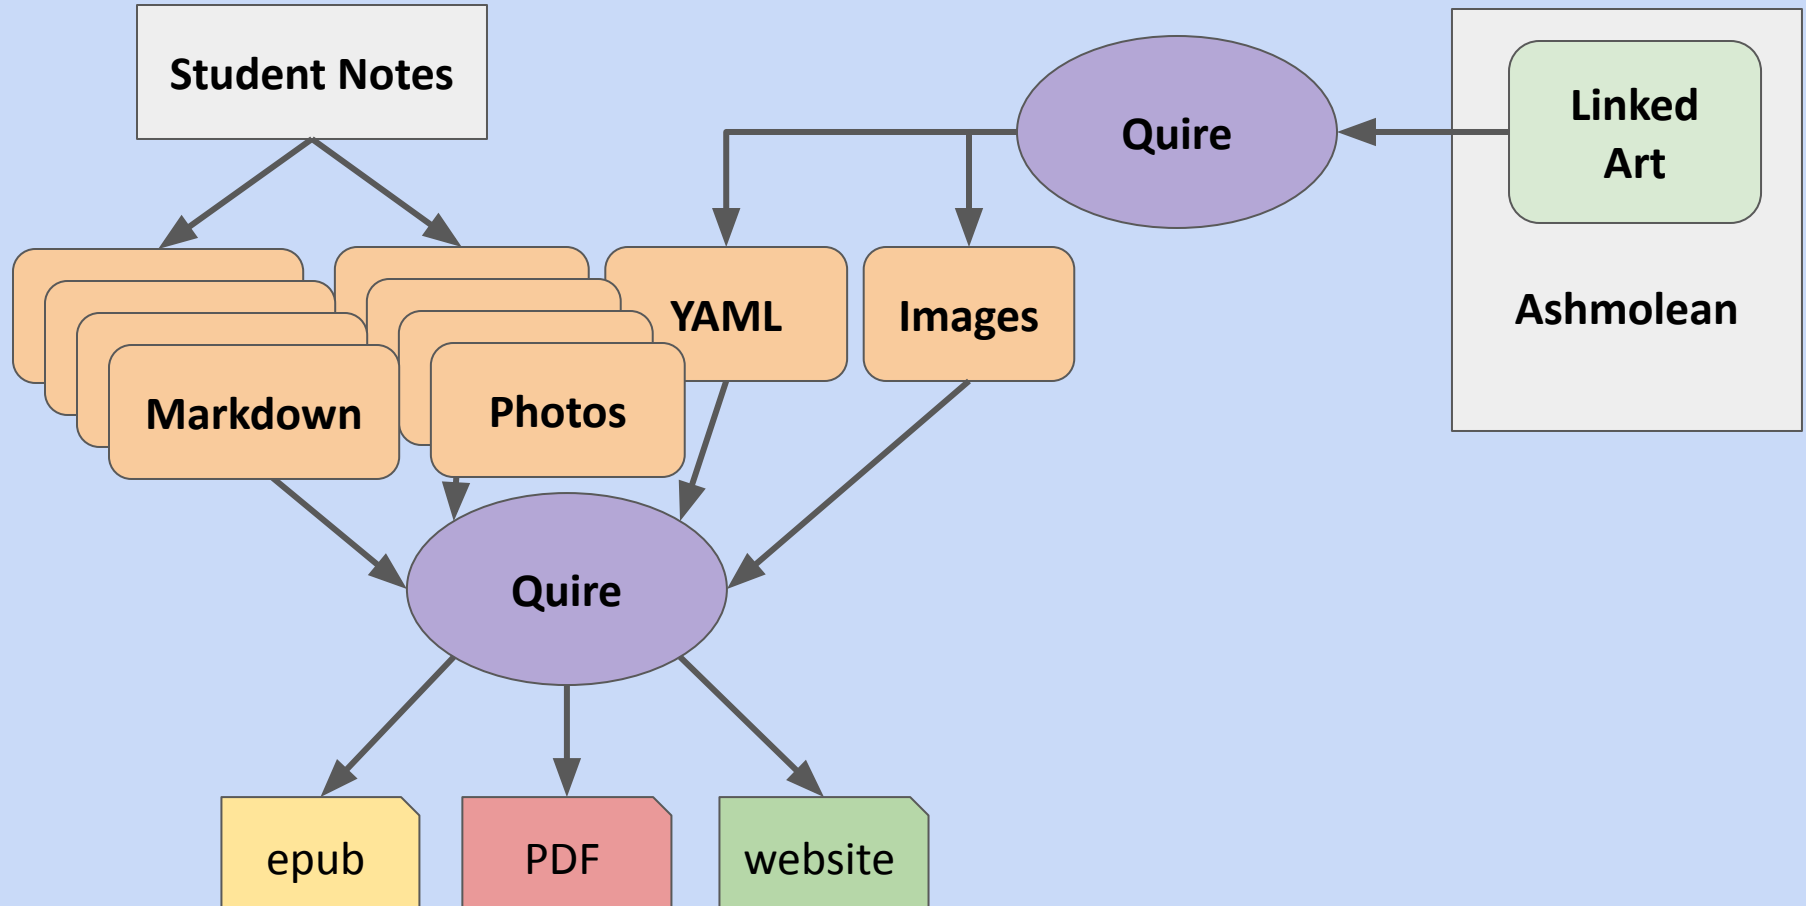 Student Notes
Quire
Linked
Art
Ashmolean
YAML
Images
Markdown
Photos
Quire
epub
PDF
website